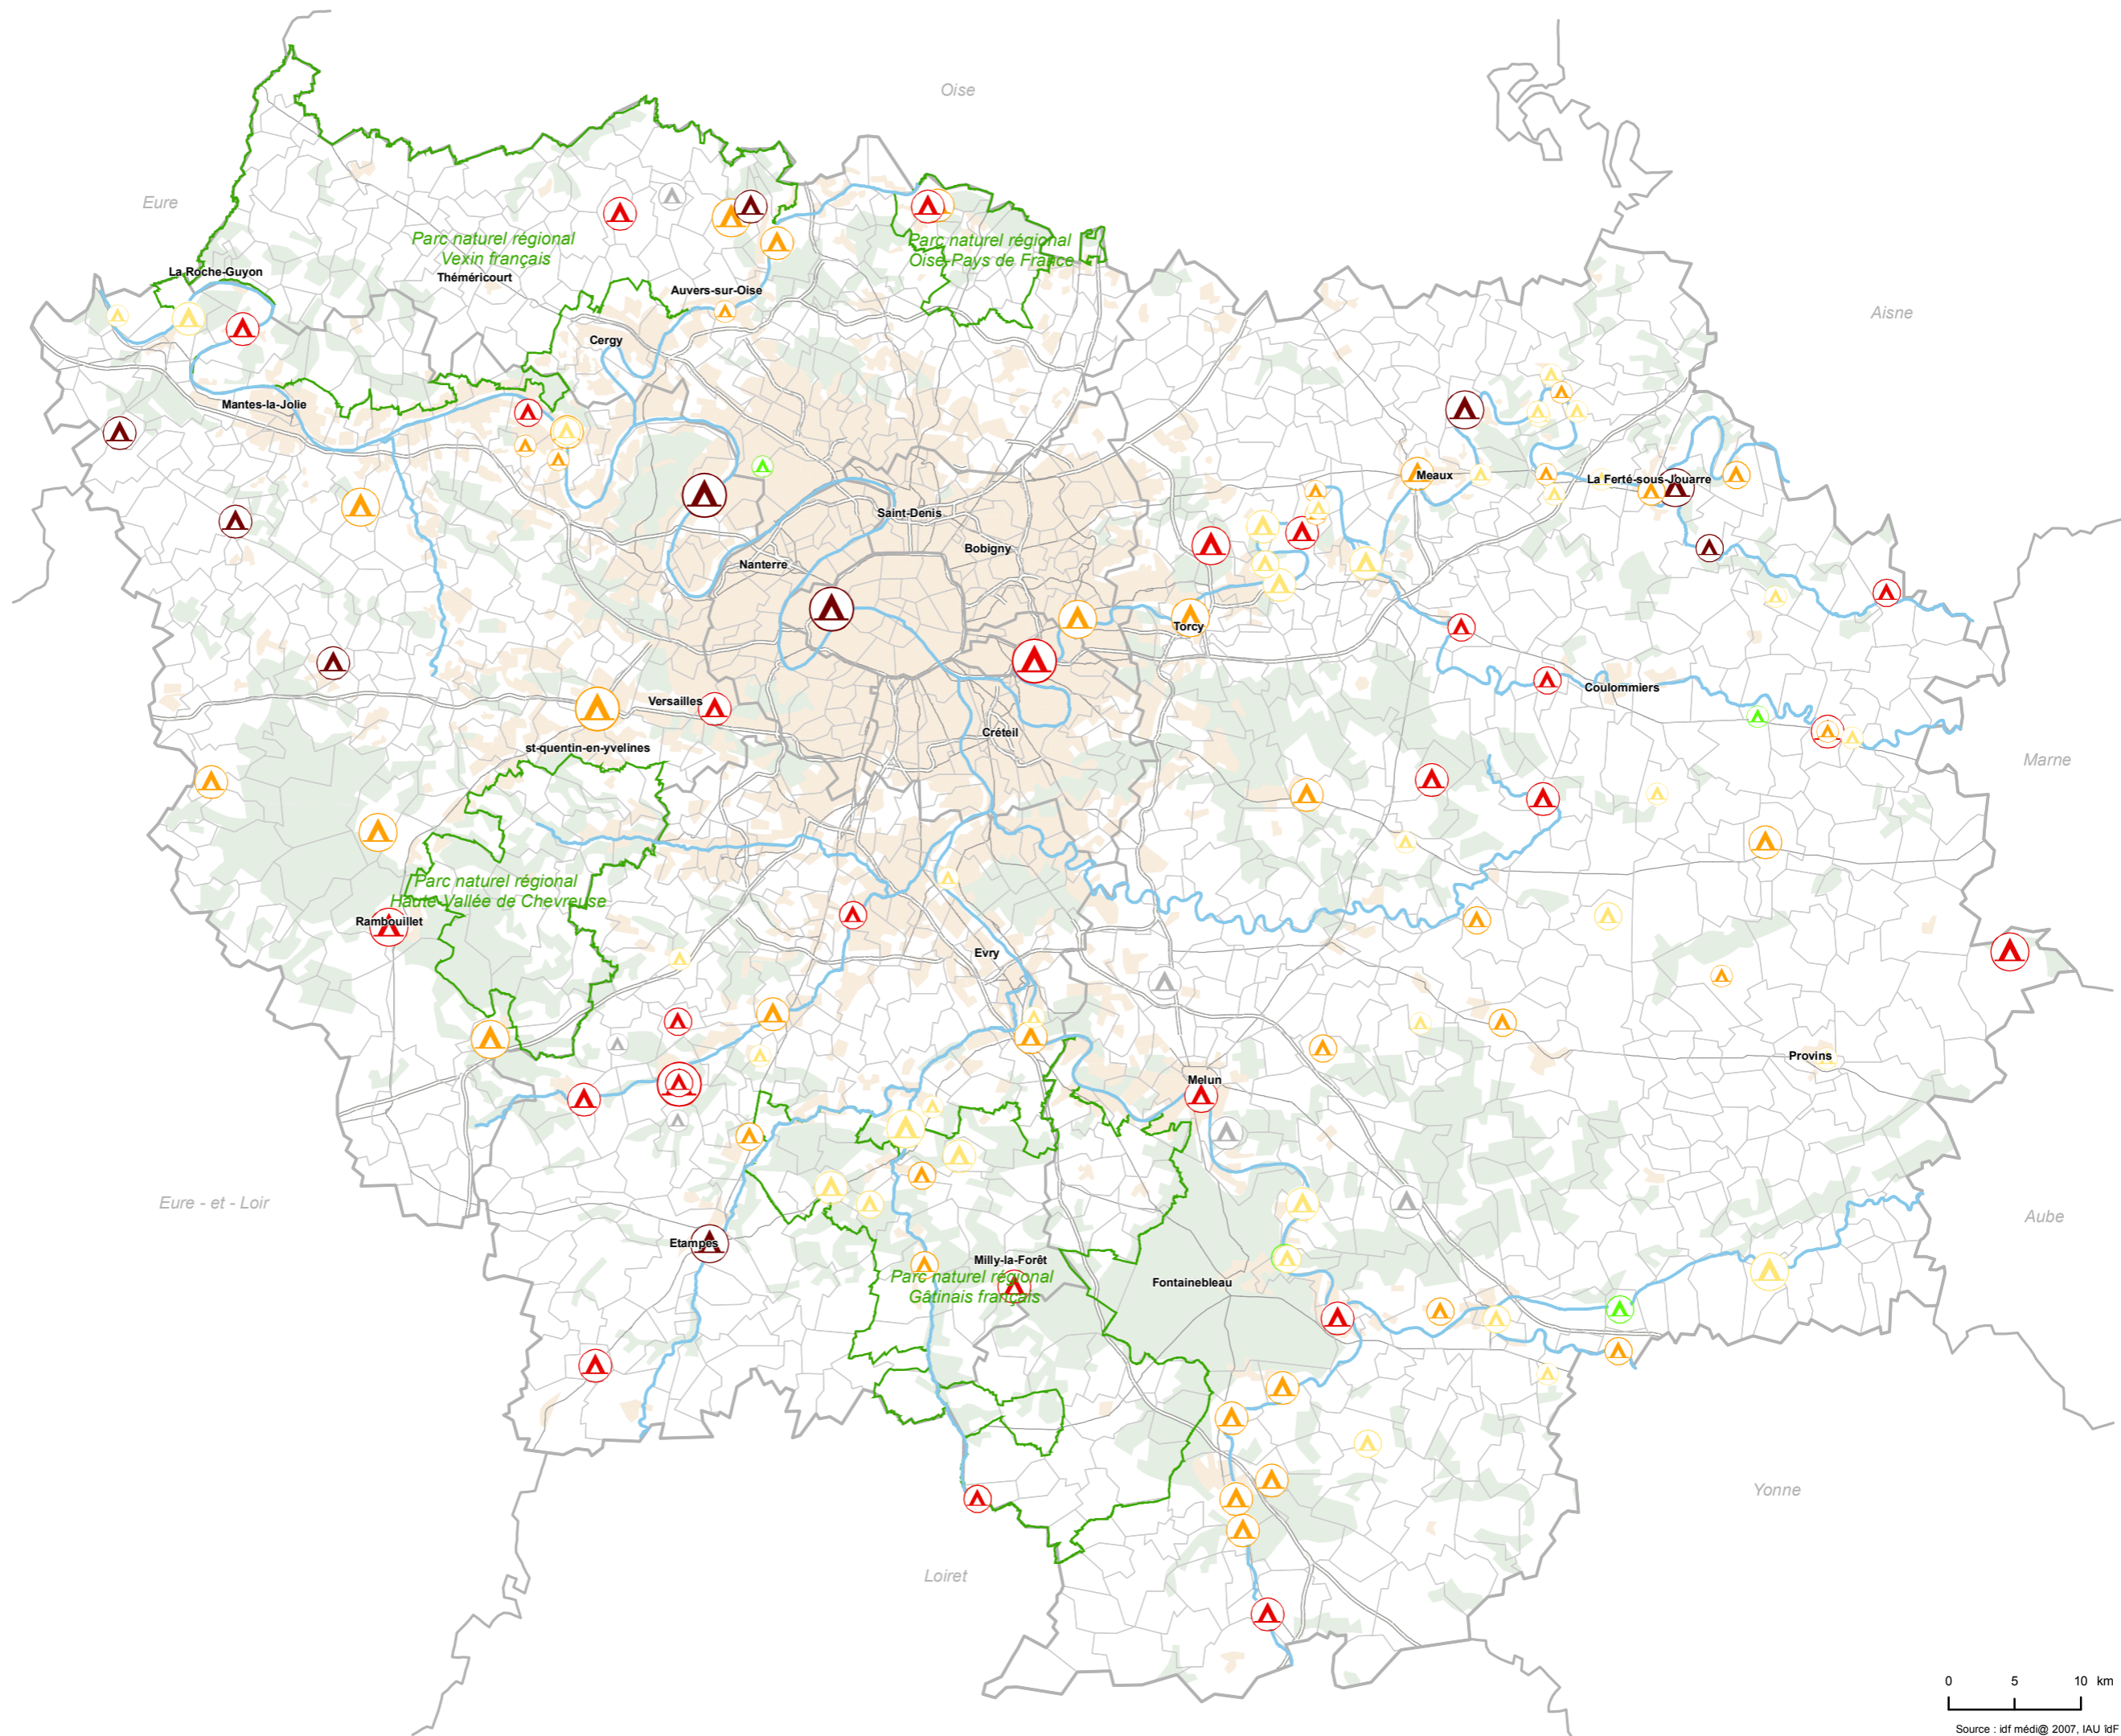 Oise
Eure
Parc naturel régional
Vexin français
Parc naturel régional
Oise-Pays de France
La Roche-Guyon
Théméricourt
Auvers-sur-Oise
Aisne
Cergy
Mantes-la-Jolie
Meaux
La Ferté-sous-Jouarre
Saint-Denis
Bobigny
Nanterre
Torcy
Coulommiers
Versailles
Créteil
st-quentin-en-yvelines
Marne
Parc naturel régional
Haute-Vallée de Chevreuse
Rambouillet
Evry
Provins
Melun
Eure - et - Loir
Aube
Etampes
Milly-la-Forêt
Parc naturel régional
Gâtinais français
Fontainebleau
Yonne
Loiret
0 5 10 km
Source : idf médi@ 2007, IAU IdF